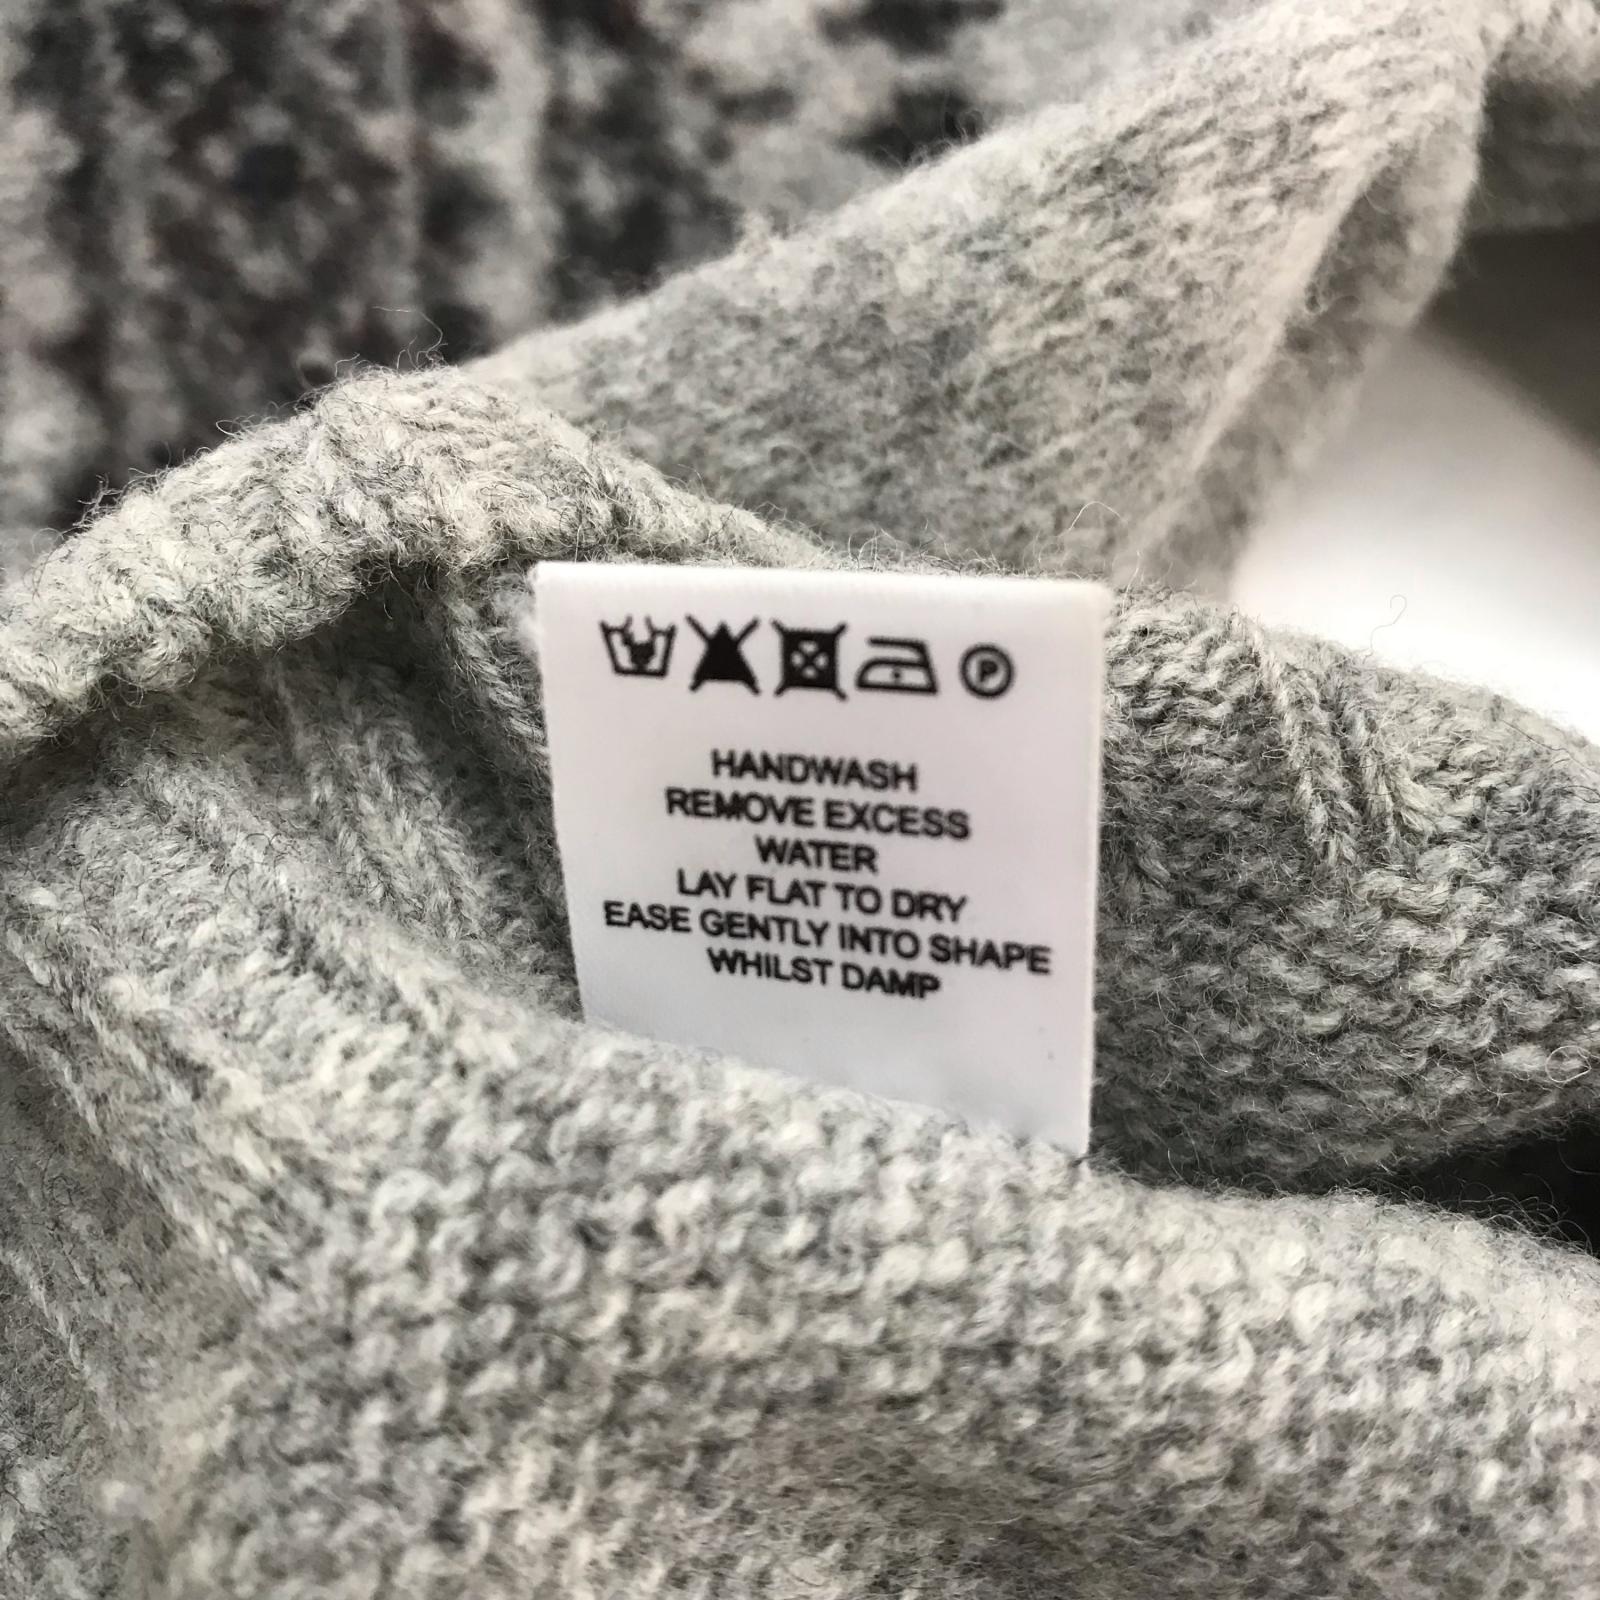 P
HANDWASH
REMOVE EXCESS
WATER
LAY FLAT TO DRY
EASE GENTLY INTO SHAPE
WHILST DAMP